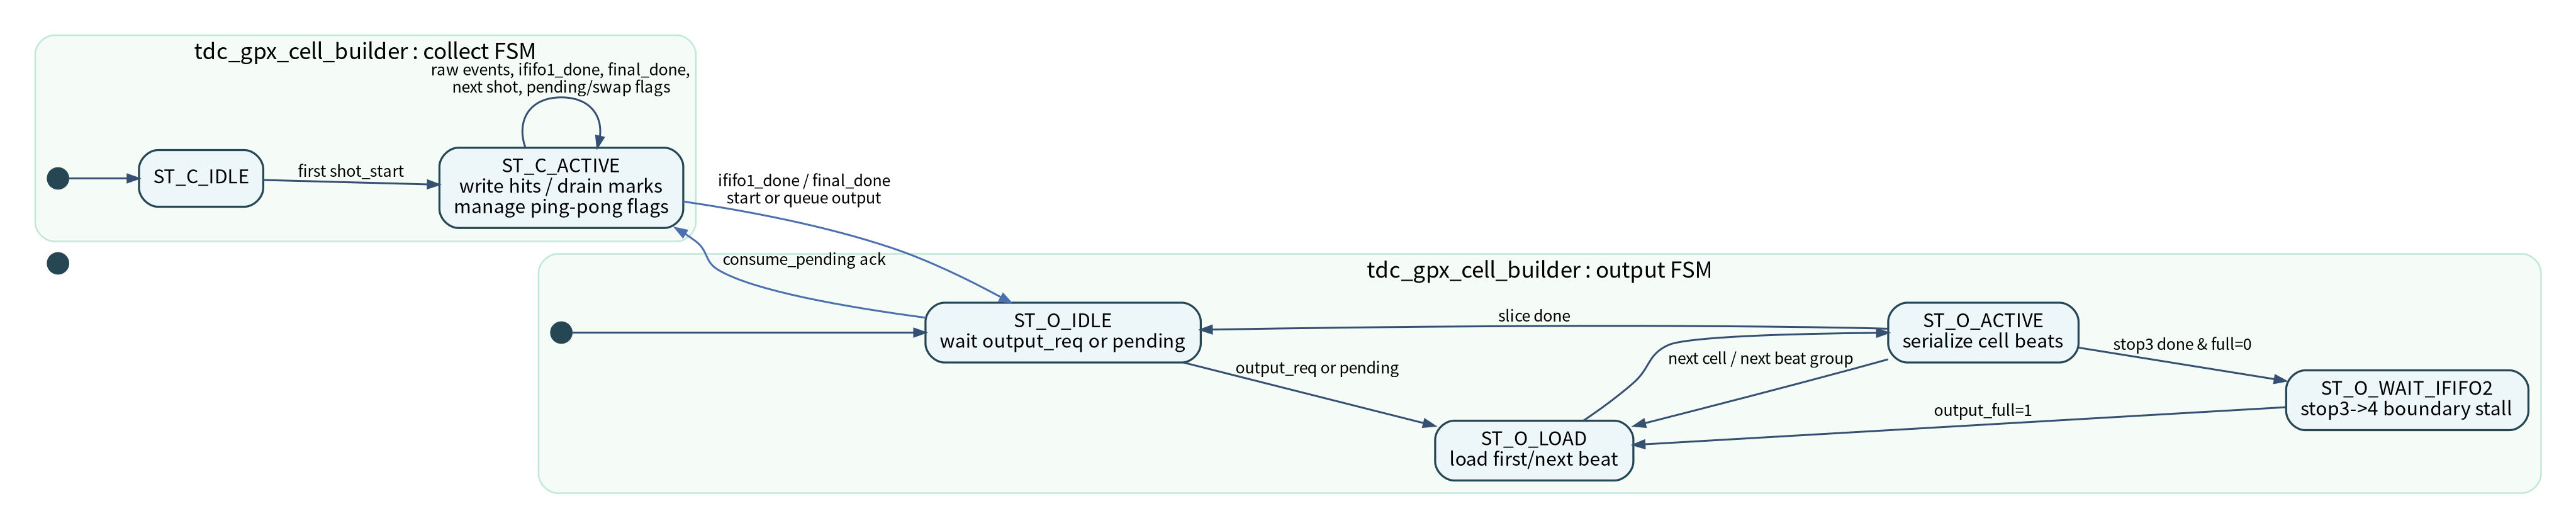 tdc_gpx_cell_builder : collect FSM
raw events, ififo1_done, final_done,
next shot, pending/swap flags
ST_C_IDLE
first shot_start
ST_C_ACTIVE
write hits / drain marks
manage ping-pong flags
ififo1_done / final_done
start or queue output
consume_pending ack
tdc_gpx_cell_builder : output FSM
ST_O_IDLE
wait output_req or pending
slice done
ST_O_ACTIVE
serialize cell beats
stop3 done & full=0
next cell / next beat group
output_req or pending
ST_O_WAIT_IFIFO2
stop3->4 boundary stall
output_full=1
ST_O_LOAD
load first/next beat